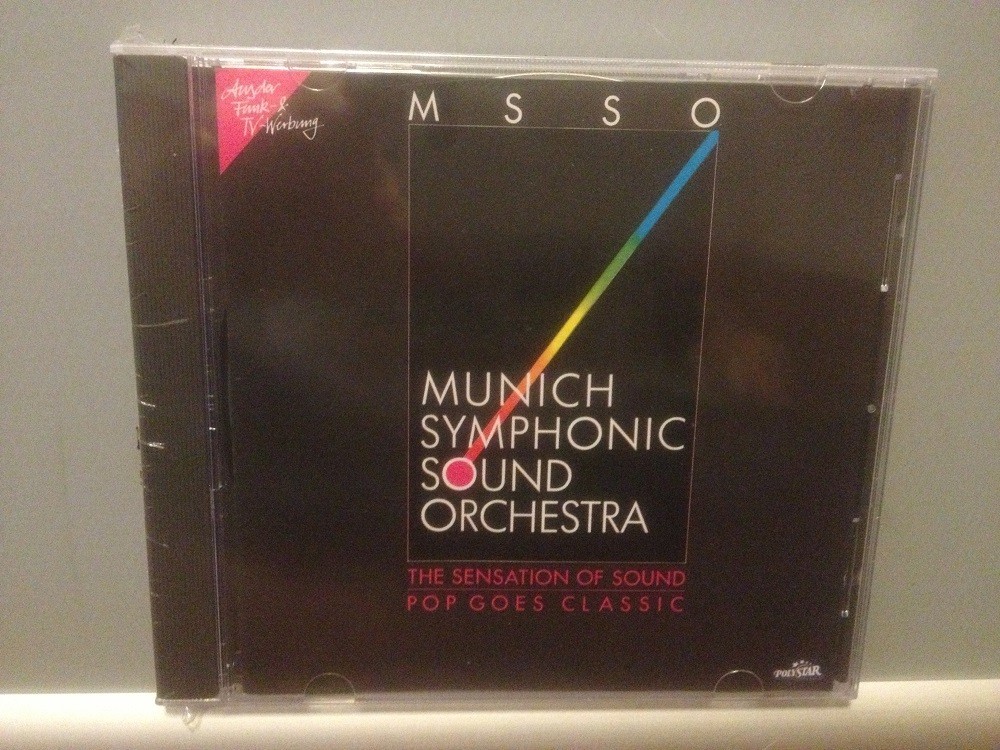 Aus der
Funk- &
TV-Werbung
M S S O
MUNICH
SYMPHONIC
SOUND
ORCHESTRA
THE SENSATION OF SOUND
POP GOES CLASSIC
POLYSTAR